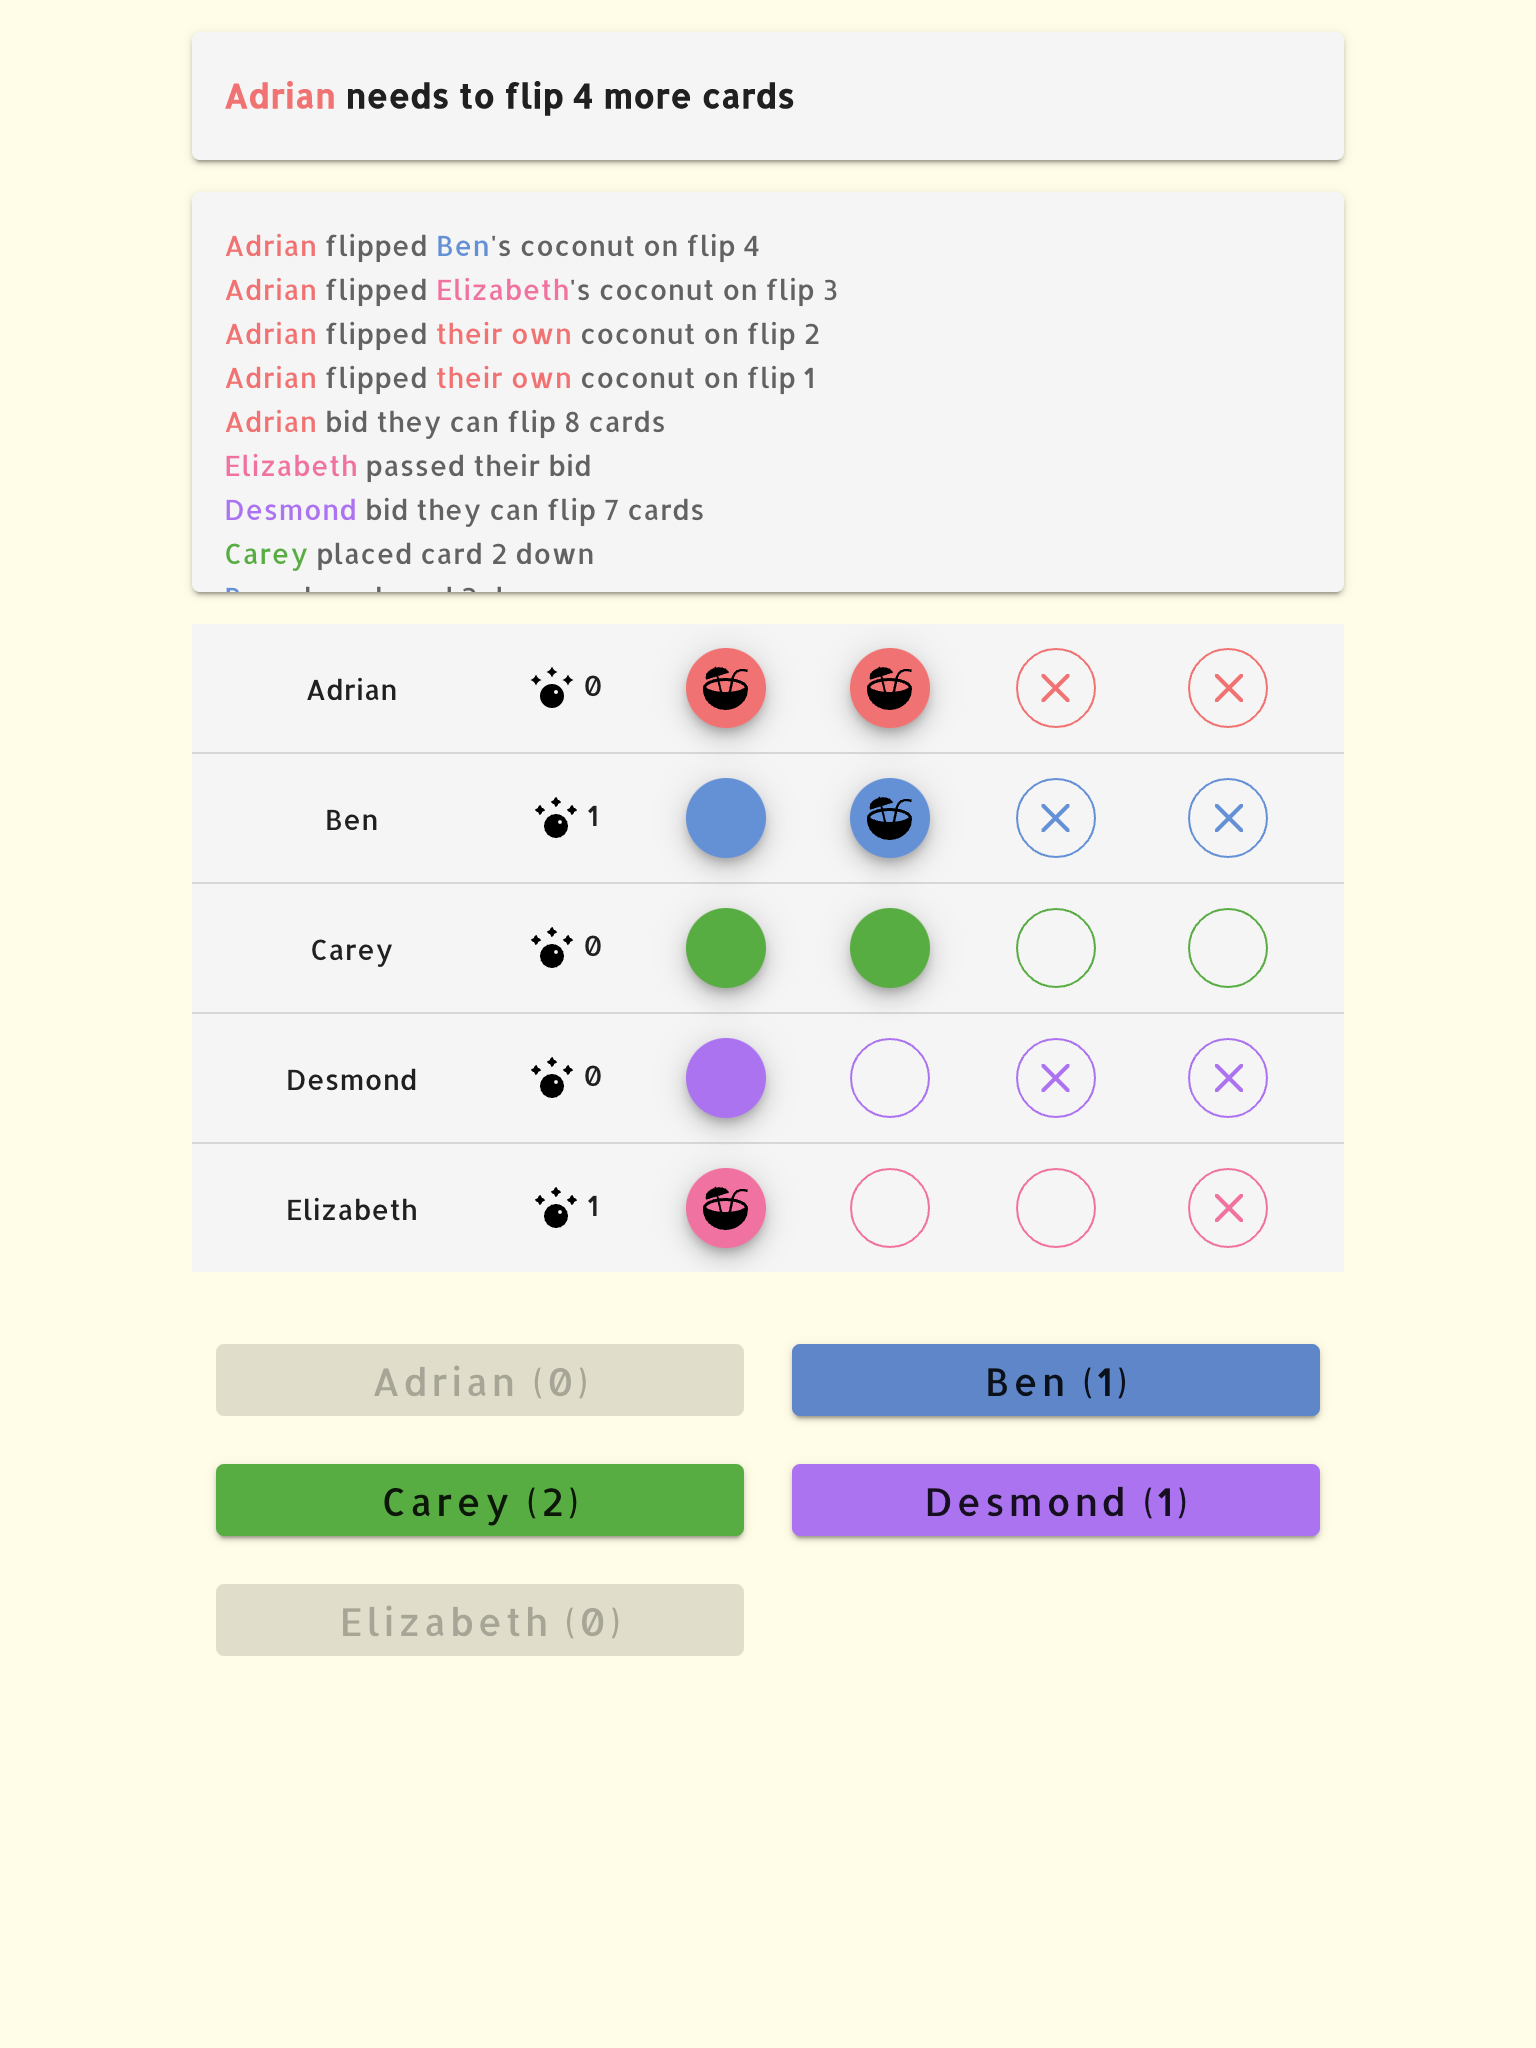 Adrian needs to flip 4 more cards
Adrian flipped Ben's coconut on flip 4
Adrian flipped Elizabeth's coconut on flip 3
Adrian flipped their own coconut on flip 2
Adrian flipped their own coconut on flip 1
Adrian bid they can flip 8 cards
Elizabeth passed their bid
Desmond bid they can flip 7 cards
Carey placed card 2 down
Adrian 0
Ben 1
Carey 0
Desmond 0
Elizabeth 1
Adrian (0)
Ben (1)
Carey (2)
Desmond (1)
Elizabeth (0)